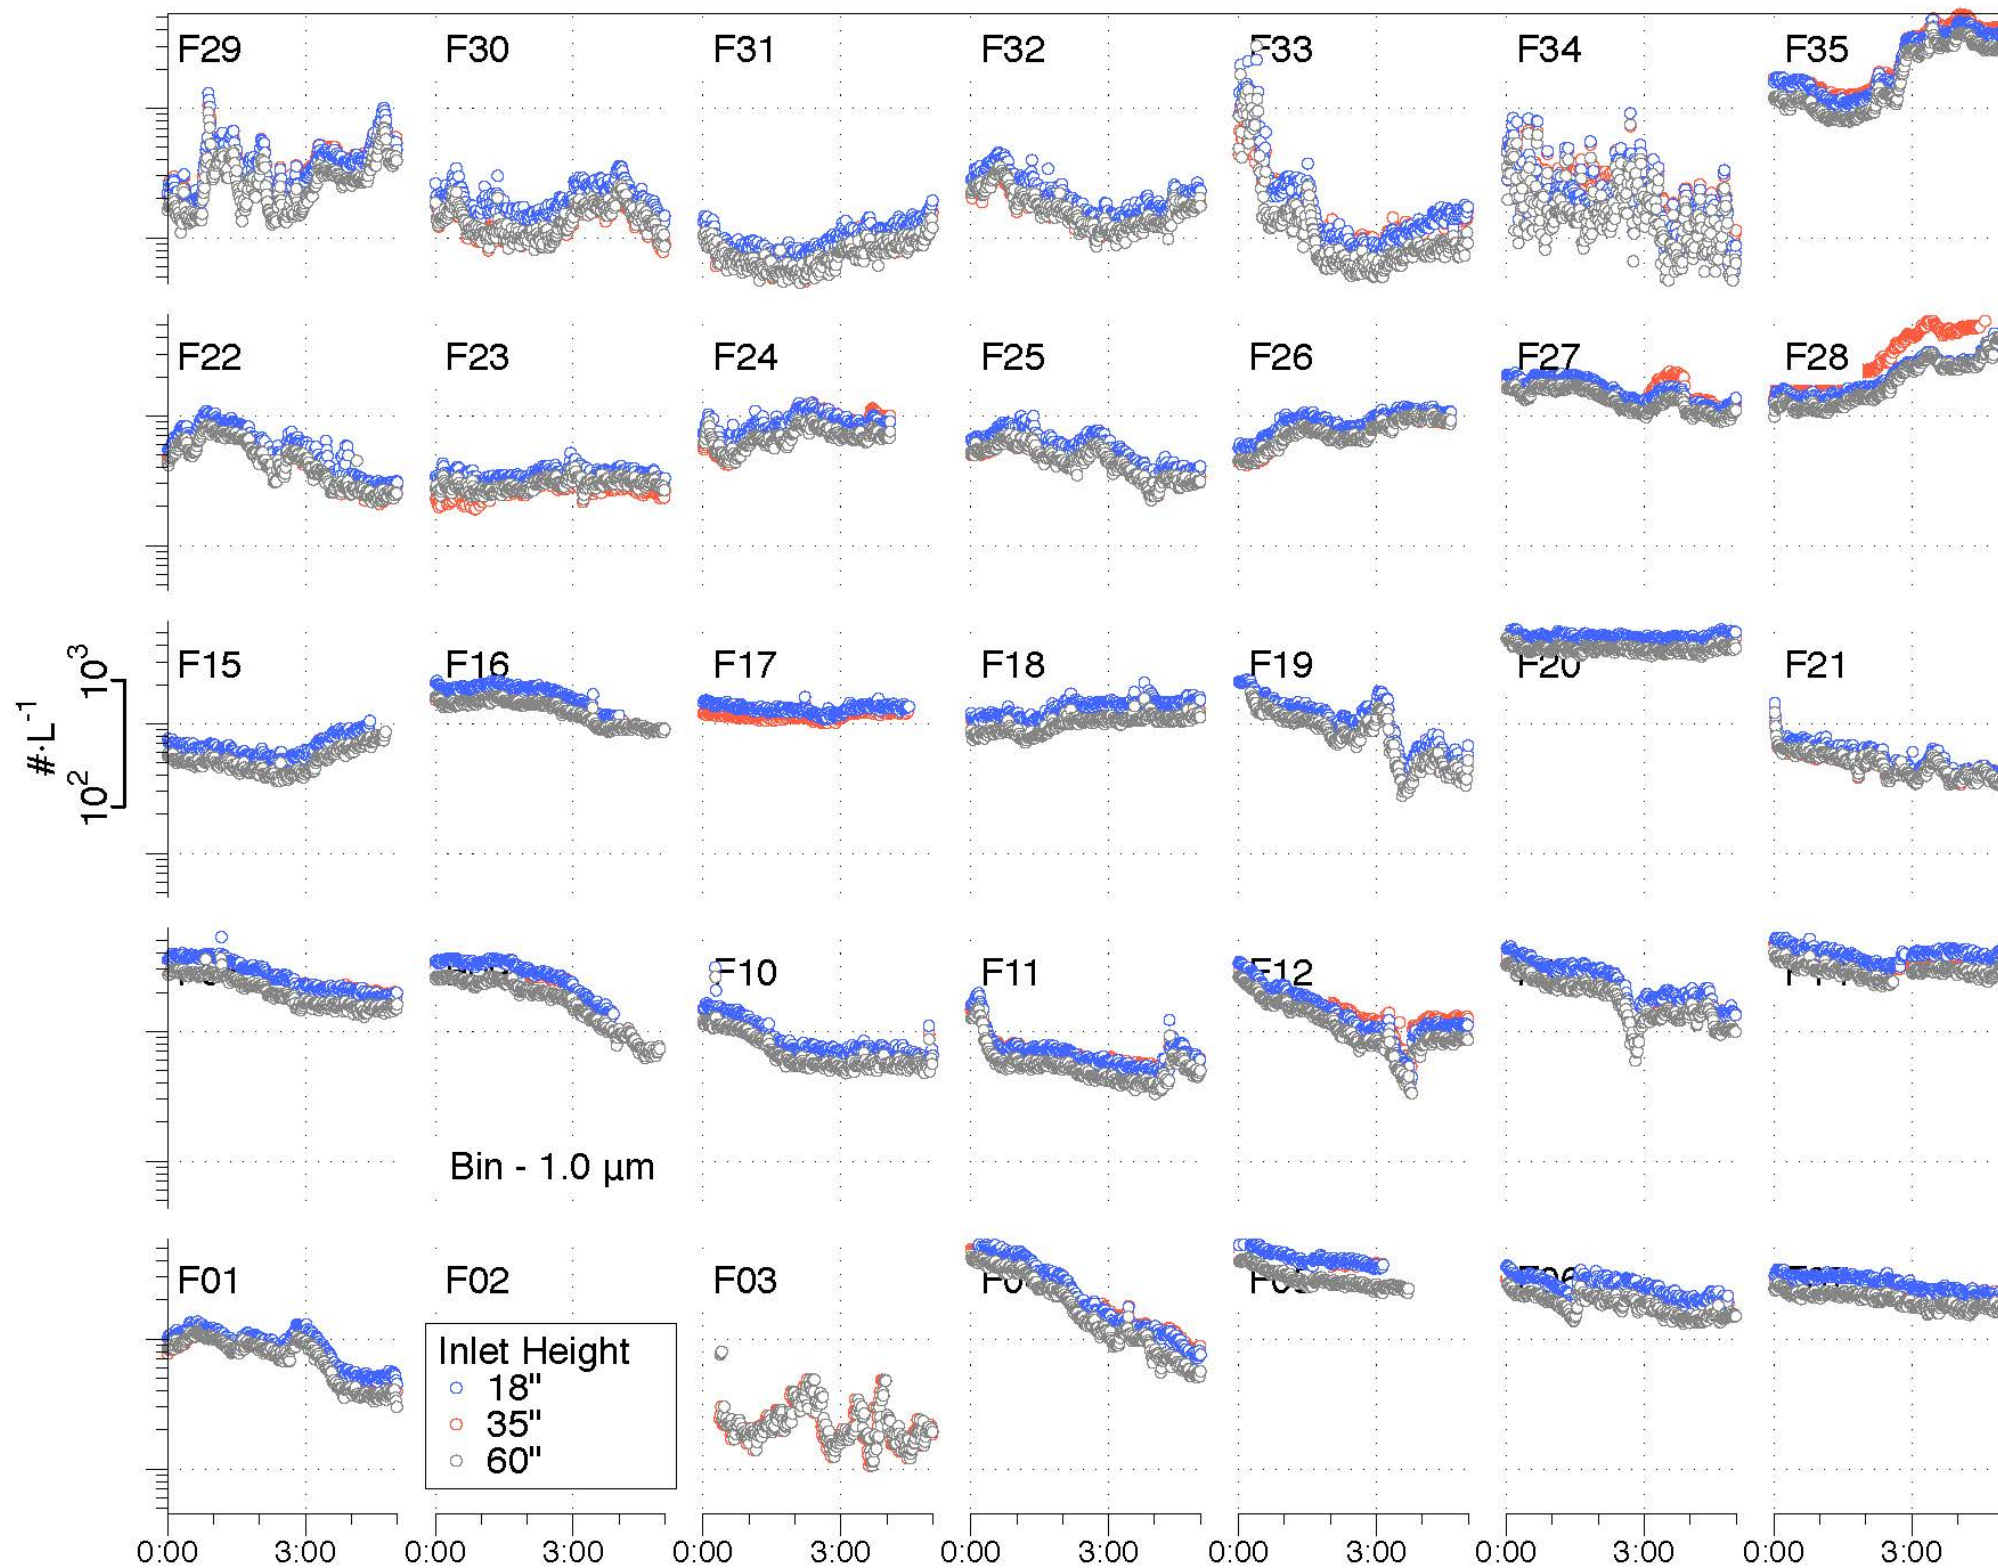 F29 F30 F31 F32 F33 F34 F35
F22 F23 F24 F25 F26 F27 F28
#·L⁻¹
10² 10³
F15 F16 F17 F18 F19 F20 F21
F10 F11 F12
Bin - 1.0 µm
F01 F02 F03
Inlet Height
18"
35"
60"
0:00 3:00 0:00 3:00 0:00 3:00 0:00 3:00 0:00 3:00 0:00 3:00 0:00 3:00